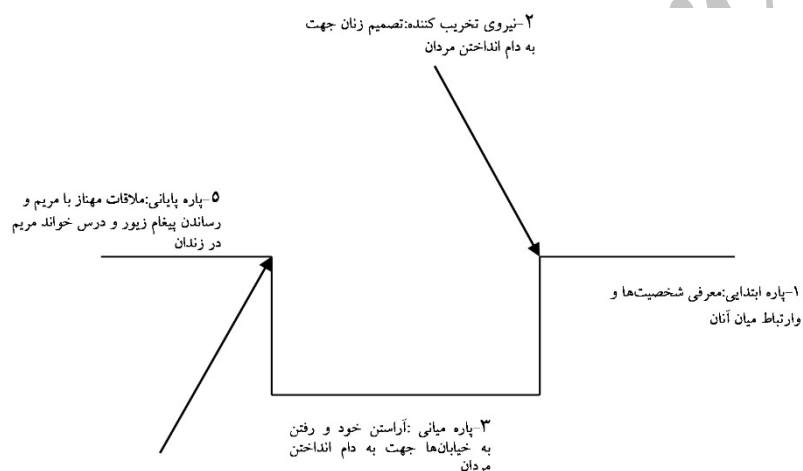 ۲-نیروی تخریب کننده:تصمیم زنان جهت
به دام انداختن مردان
۵-پاره پایانی:ملاقات مهناز با مریم و
رساندن پیغام زیور و درس خواند مریم
در زندان
۱-پاره ابتدایی:معرفی شخصیت‌ها و
وارتباط میان آنان
۳-پاره میانی :آراستن خود و رفتن
به خیابان‌ها جهت به دام انداختن
مردان